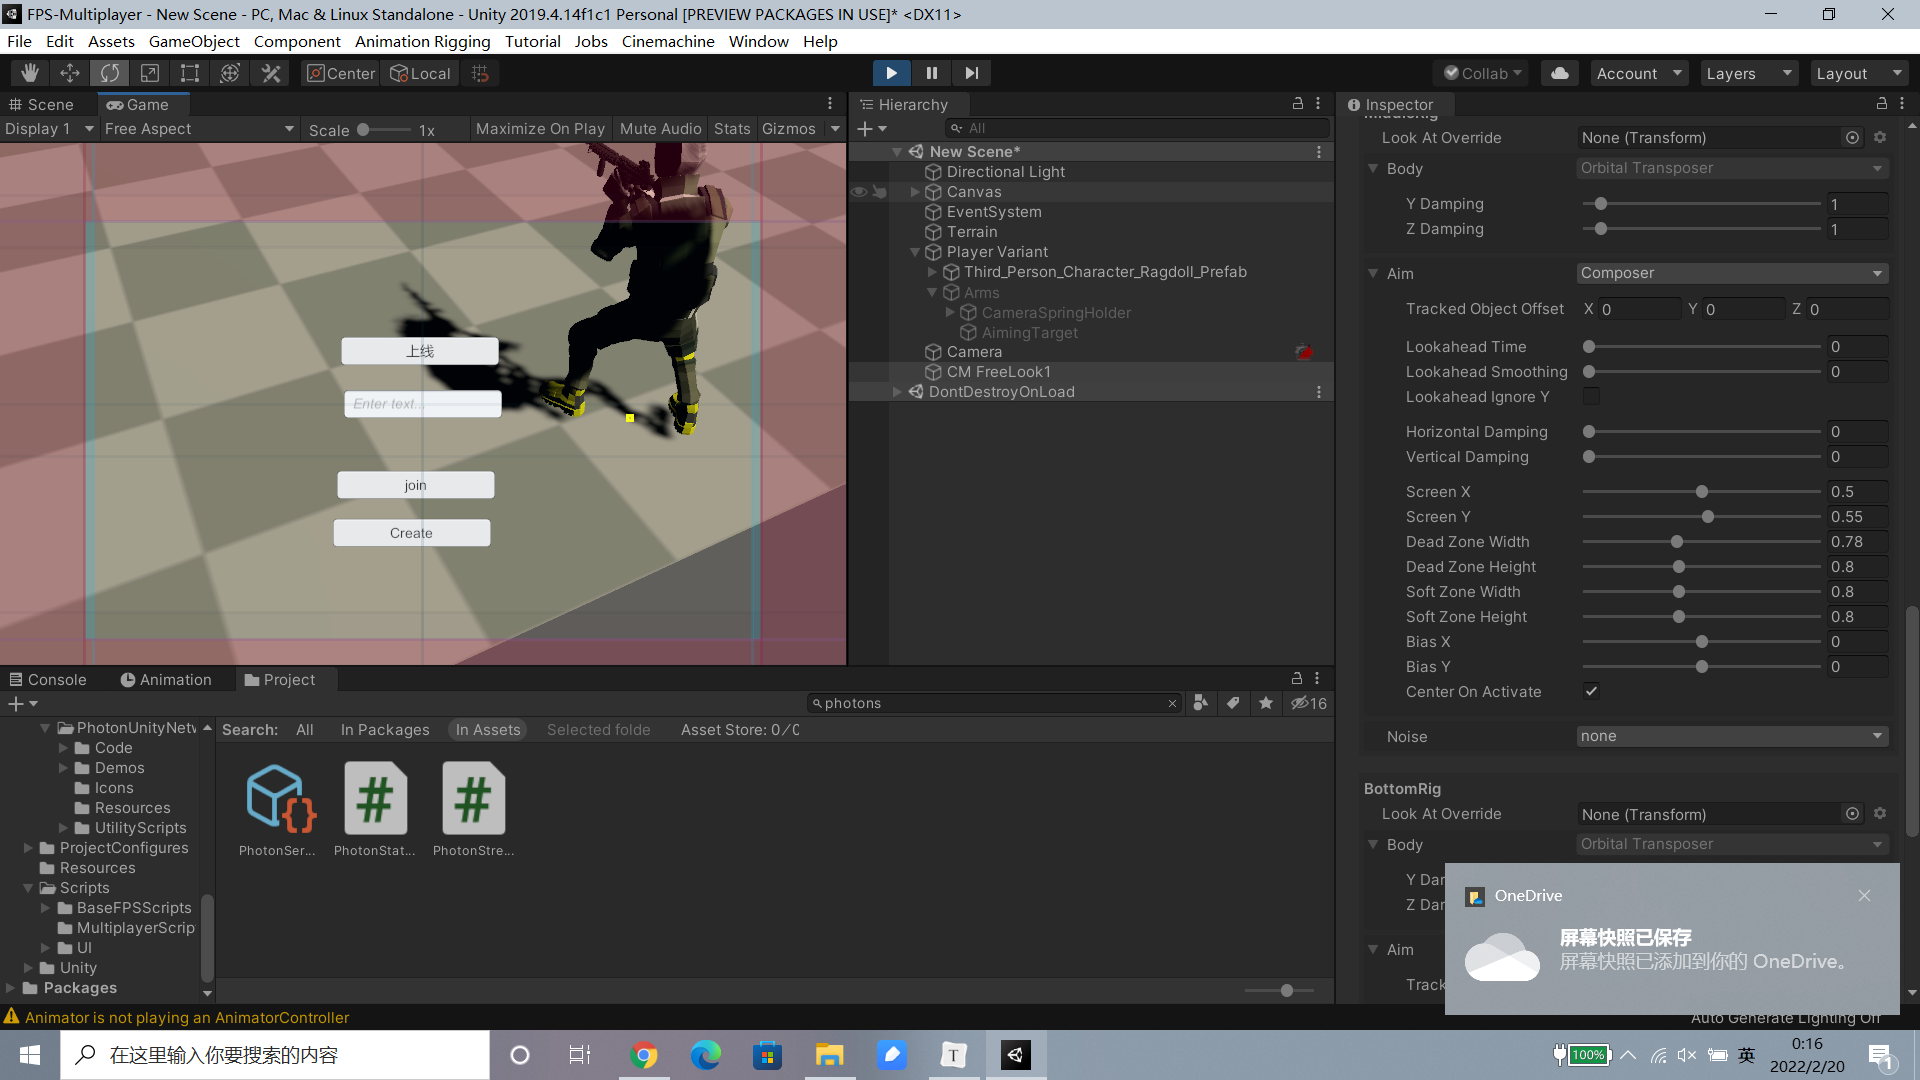 FPS-Multiplayer - New Scene - PC, Mac & Linux Standalone - Unity 2019.4.14f1c1 Personal [PREVIEW PACKAGES IN USE]* <DX11>
File Edit Assets GameObject Component Animation Rigging Tutorial Jobs Cinemachine Window Help
Center Local Collab Account Layers Layout
Scene Game
Display 1 Free Aspect Scale 1x Maximize On Play Mute Audio Stats Gizmos
上线
Enter text...
join
Create
Hierarchy
All
New Scene*
Directional Light
Canvas
EventSystem
Terrain
Player Variant
Third_Person_Character_Ragdoll_Prefab
Arms
CameraSpringHolder
AimingTarget
Camera
CM FreeLook1
DontDestroyOnLoad
Inspector
MiddleRig
Look At Override None (Transform)
Body Orbital Transposer
Y Damping 1
Z Damping 1
Aim Composer
Tracked Object Offset X 0 Y 0 Z 0
Lookahead Time 0
Lookahead Smoothing 0
Lookahead Ignore Y
Horizontal Damping 0
Vertical Damping 0
Screen X 0.5
Screen Y 0.55
Dead Zone Width 0.78
Dead Zone Height 0.8
Soft Zone Width 0.8
Soft Zone Height 0.8
Bias X 0
Bias Y 0
Center On Activate
Noise none
BottomRig
Look At Override None (Transform)
Body Orbital Transposer
Y Dar
Z Dar
Aim
Track
Auto Generate Lighting Off
Console Animation Project
photons 16
PhotonUnityNetw
Code
Demos
Icons
Resources
UtilityScripts
ProjectConfigures
Resources
Scripts
BaseFPSScripts
MultiplayerScrip
UI
Unity
Packages
Search: All In Packages In Assets Selected folde Asset Store: 0/0
PhotonSer... PhotonStat... PhotonStre...
OneDrive
屏幕快照已保存
屏幕快照已添加到你的 OneDrive。
Animator is not playing an AnimatorController
在这里输入你要搜索的内容
T
100% 英
0:16
2022/2/20
1